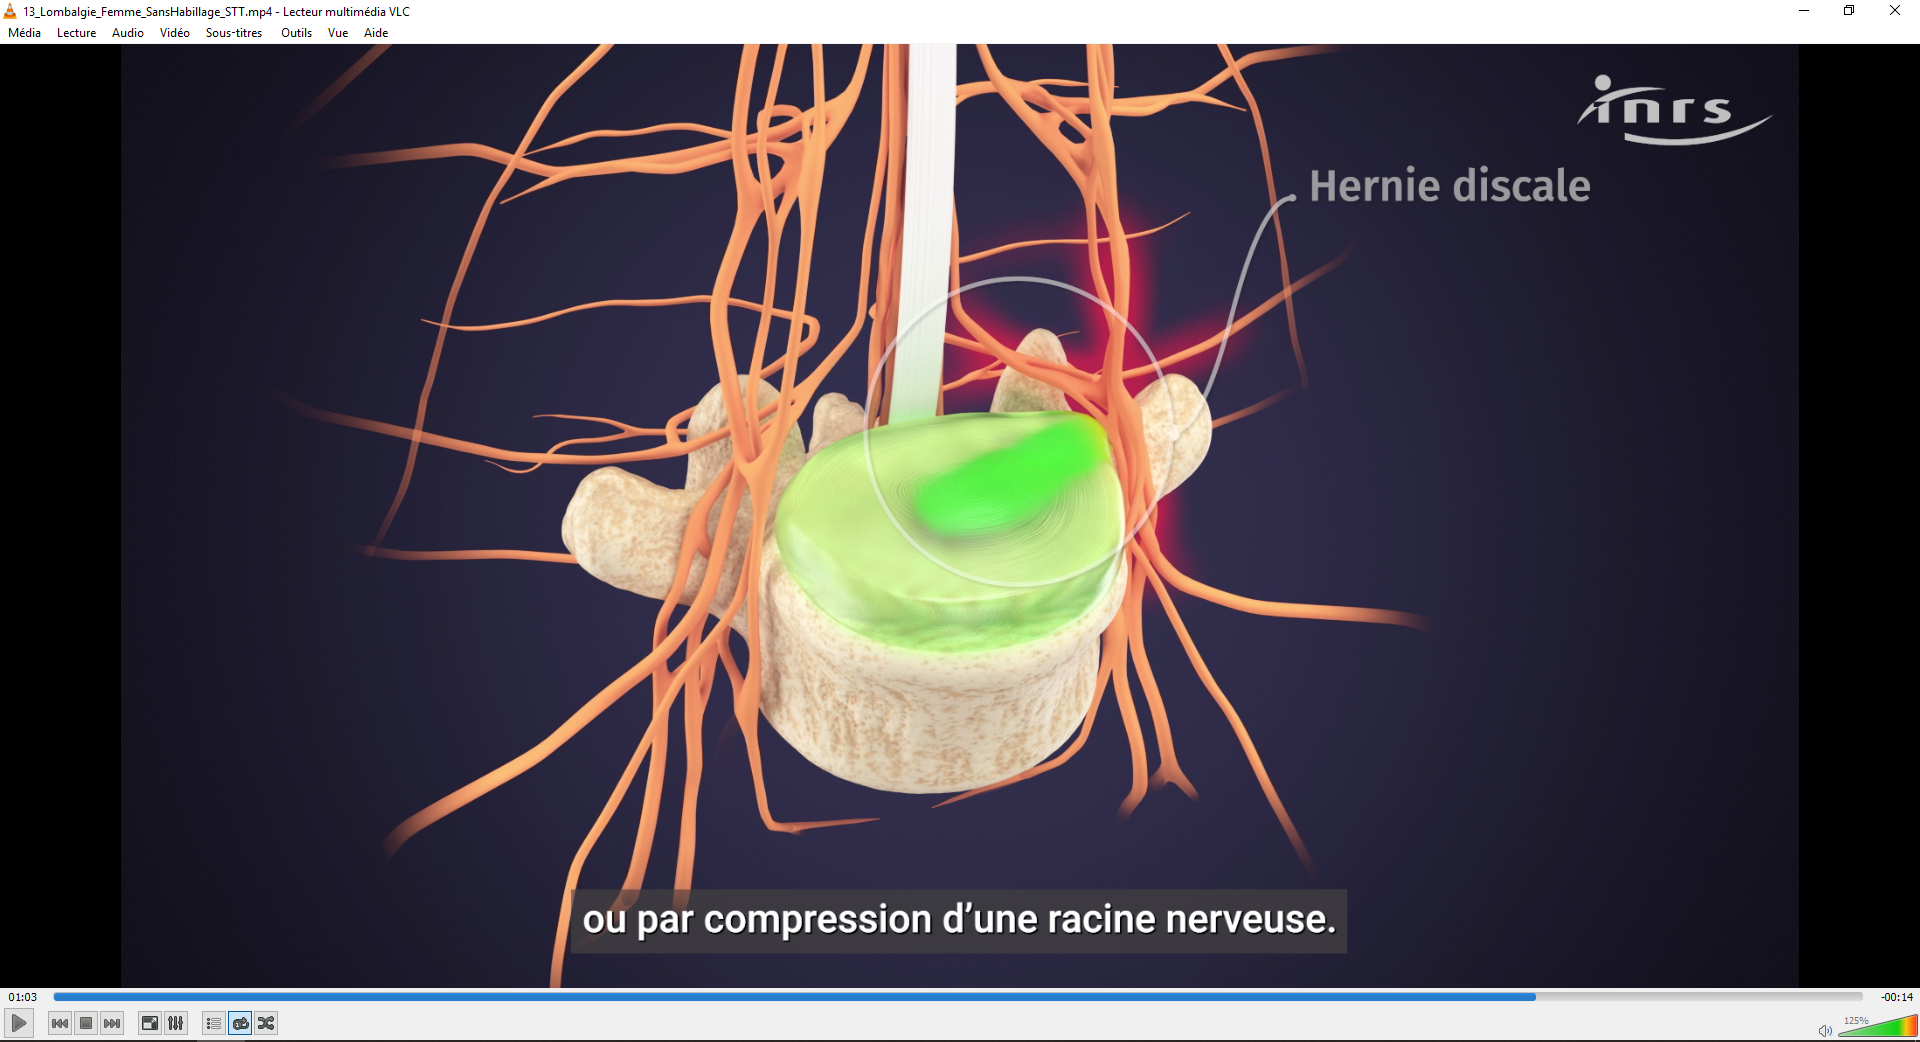 13_Lombalgie_Femme_SansHabillage_STT.mp4 - Lecteur multimédia VLC
Média Lecture Audio Vidéo Sous-titres Outils Vue Aide
inrs
Hernie discale
ou par compression d’une racine nerveuse.
01:03 -00:14
125%